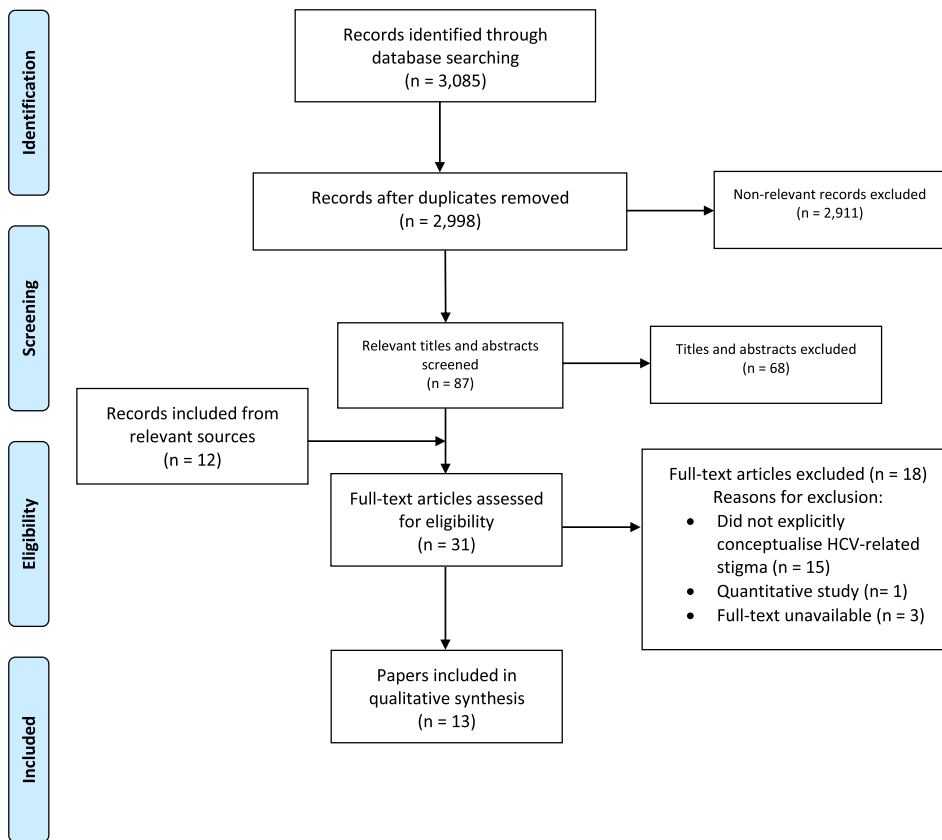 Identification
Records identified through
database searching
(n = 3,085)
Records after duplicates removed
(n = 2,998)
Non-relevant records excluded
(n = 2,911)
Screening
Relevant titles and abstracts
screened
(n = 87)
Titles and abstracts excluded
(n = 68)
Records included from
relevant sources
(n = 12)
Eligibility
Full-text articles assessed
for eligibility
(n = 31)
Full-text articles excluded (n = 18)
Reasons for exclusion:
• Did not explicitly
conceptualise HCV-related
stigma (n = 15)
• Quantitative study (n= 1)
• Full-text unavailable (n = 3)
Included
Papers included in
qualitative synthesis
(n = 13)